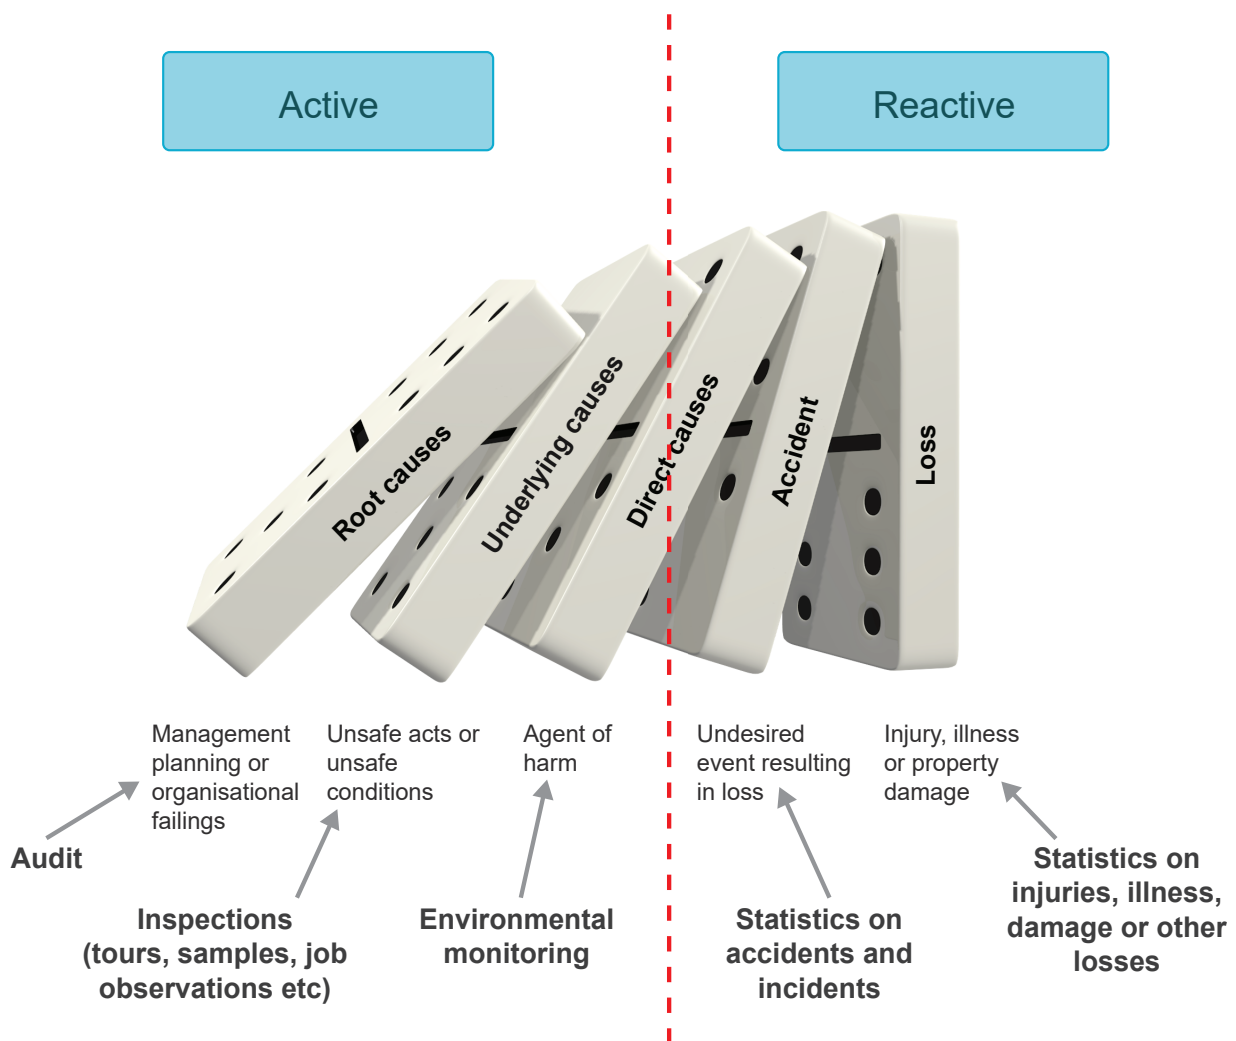 Active
Reactive
Root causes
Underlying causes
Direct causes
Accident
Loss
Management
planning or
organisational
failings
Unsafe acts or
unsafe
conditions
Agent of
harm
Undesired
event resulting
in loss
Injury, illness
or property
damage
Audit
Inspections
(tours, samples, job
observations etc)
Environmental
monitoring
Statistics on
accidents and
incidents
Statistics on
injuries, illness,
damage or other
losses